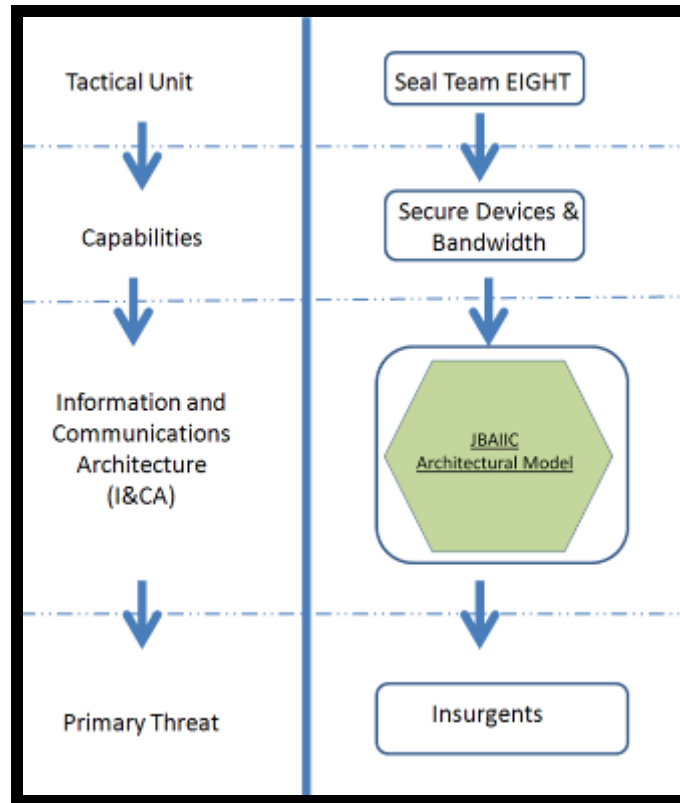 Tactical Unit
Seal Team EIGHT
Capabilities
Secure Devices &
Bandwidth
Information and
Communications
Architecture
(I&CA)
JBAIIC
Architectural Model
Primary Threat
Insurgents